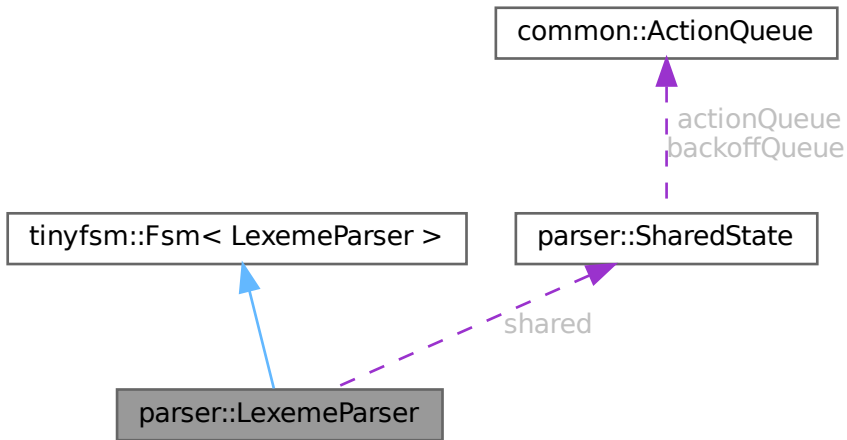 common::ActionQueue
actionQueue
backoffQueue
tinyfsm::Fsm< LexemeParser >
parser::SharedState
shared
parser::LexemeParser